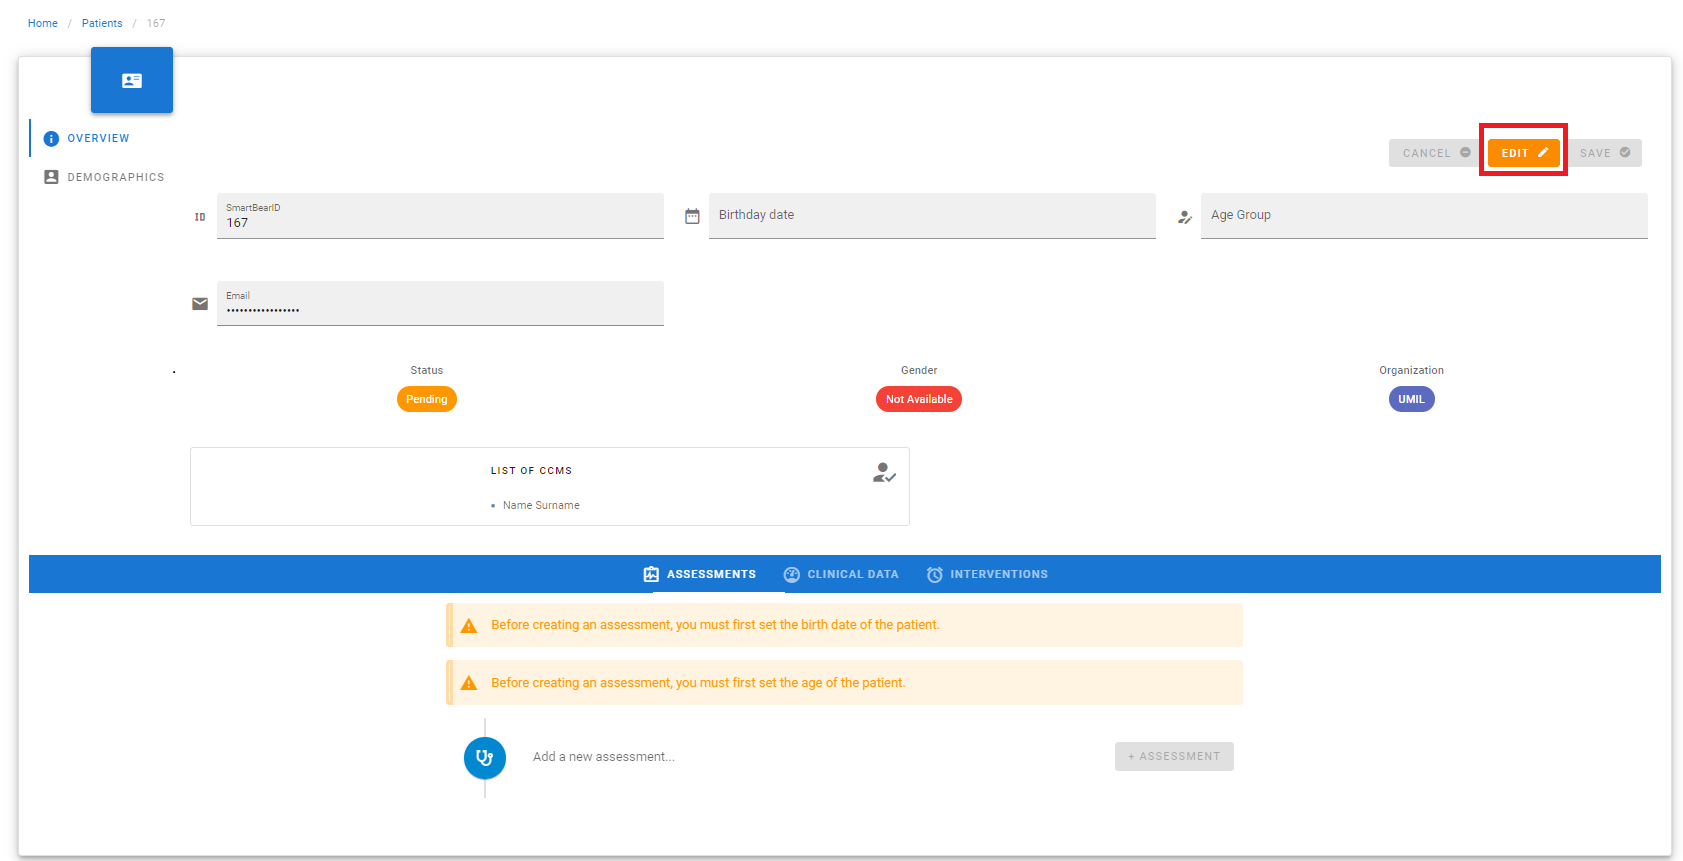 Home / Patients / 167
OVERVIEW
DEMOGRAPHICS
CANCEL EDIT SAVE
ID
SmartBearID
167
Birthday date
Age Group
Email
•••••••••••••••••
Status
Gender
Organization
Pending
Not Available
UMIL
LIST OF CCMS
• Name Surname
ASSESSMENTS CLINICAL DATA INTERVENTIONS
Before creating an assessment, you must first set the birth date of the patient.
Before creating an assessment, you must first set the age of the patient.
Add a new assessment...
+ ASSESSMENT